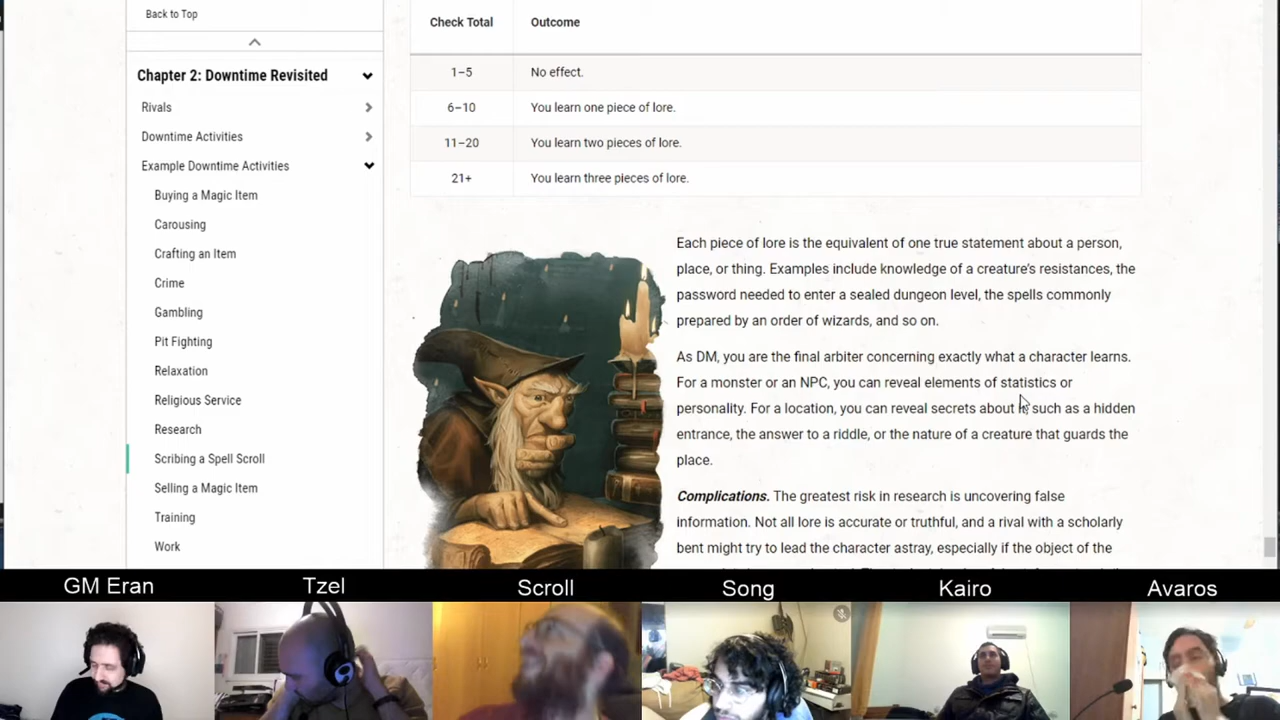 Back to Top
Chapter 2: Downtime Revisited
Rivals
Downtime Activities
Example Downtime Activities
Buying a Magic Item
Carousing
Crafting an Item
Crime
Gambling
Pit Fighting
Relaxation
Religious Service
Research
Scribing a Spell Scroll
Selling a Magic Item
Training
Work
Check Total Outcome
1–5 No effect.
6–10 You learn one piece of lore.
11–20 You learn two pieces of lore.
21+ You learn three pieces of lore.
Each piece of lore is the equivalent of one true statement about a person,
place, or thing. Examples include knowledge of a creature's resistances, the
password needed to enter a sealed dungeon level, the spells commonly
prepared by an order of wizards, and so on.
As DM, you are the final arbiter concerning exactly what a character learns.
For a monster or an NPC, you can reveal elements of statistics or
personality. For a location, you can reveal secrets about it, such as a hidden
entrance, the answer to a riddle, or the nature of a creature that guards the
place.
Complications. The greatest risk in research is uncovering false
information. Not all lore is accurate or truthful, and a rival with a scholarly
bent might try to lead the character astray, especially if the object of the
GM Eran
Tzel
Scroll
Song
Kairo
Avaros